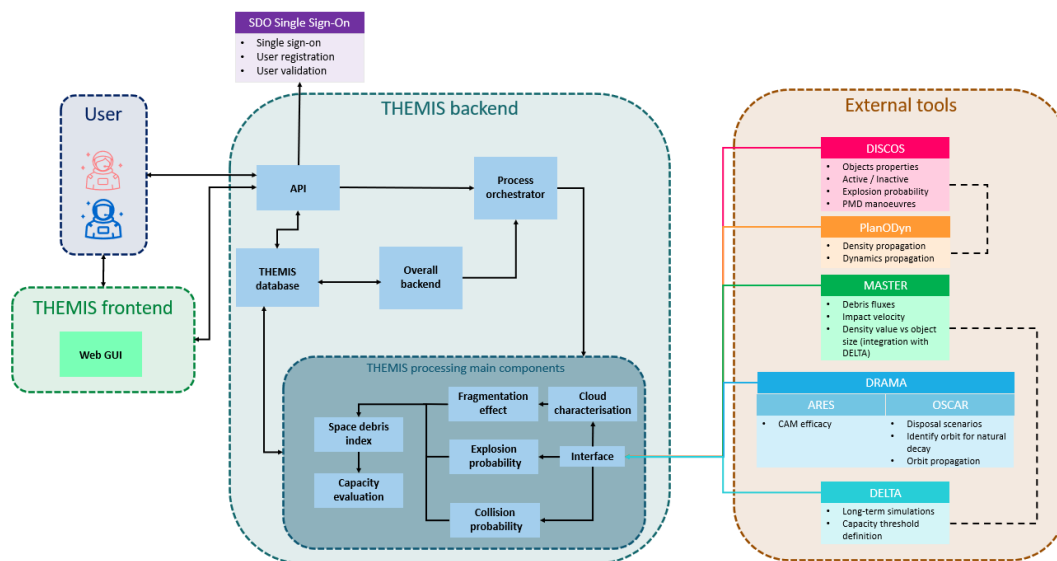 SDO Single Sign-On
• Single sign-on
• User registration
• User validation
User
THEMIS frontend
Web GUI
THEMIS backend
API
Process
orchestrator
THEMIS
database
Overall
backend
THEMIS processing main components
Fragmentation
effect
Cloud
characterisation
Space debris
index
Explosion
probability
Interface
Capacity
evaluation
Collision
probability
External tools
DISCOS
• Objects properties
• Active / Inactive
• Explosion probability
• PMD manoeuvres
PlanODyn
• Density propagation
• Dynamics propagation
MASTER
• Debris fluxes
• Impact velocity
• Density value vs object
size (integration with
DELTA)
DRAMA
ARES
• CAM efficacy
OSCAR
• Disposal scenarios
• Identify orbit for natural
decay
• Orbit propagation
DELTA
• Long-term simulations
• Capacity threshold
definition